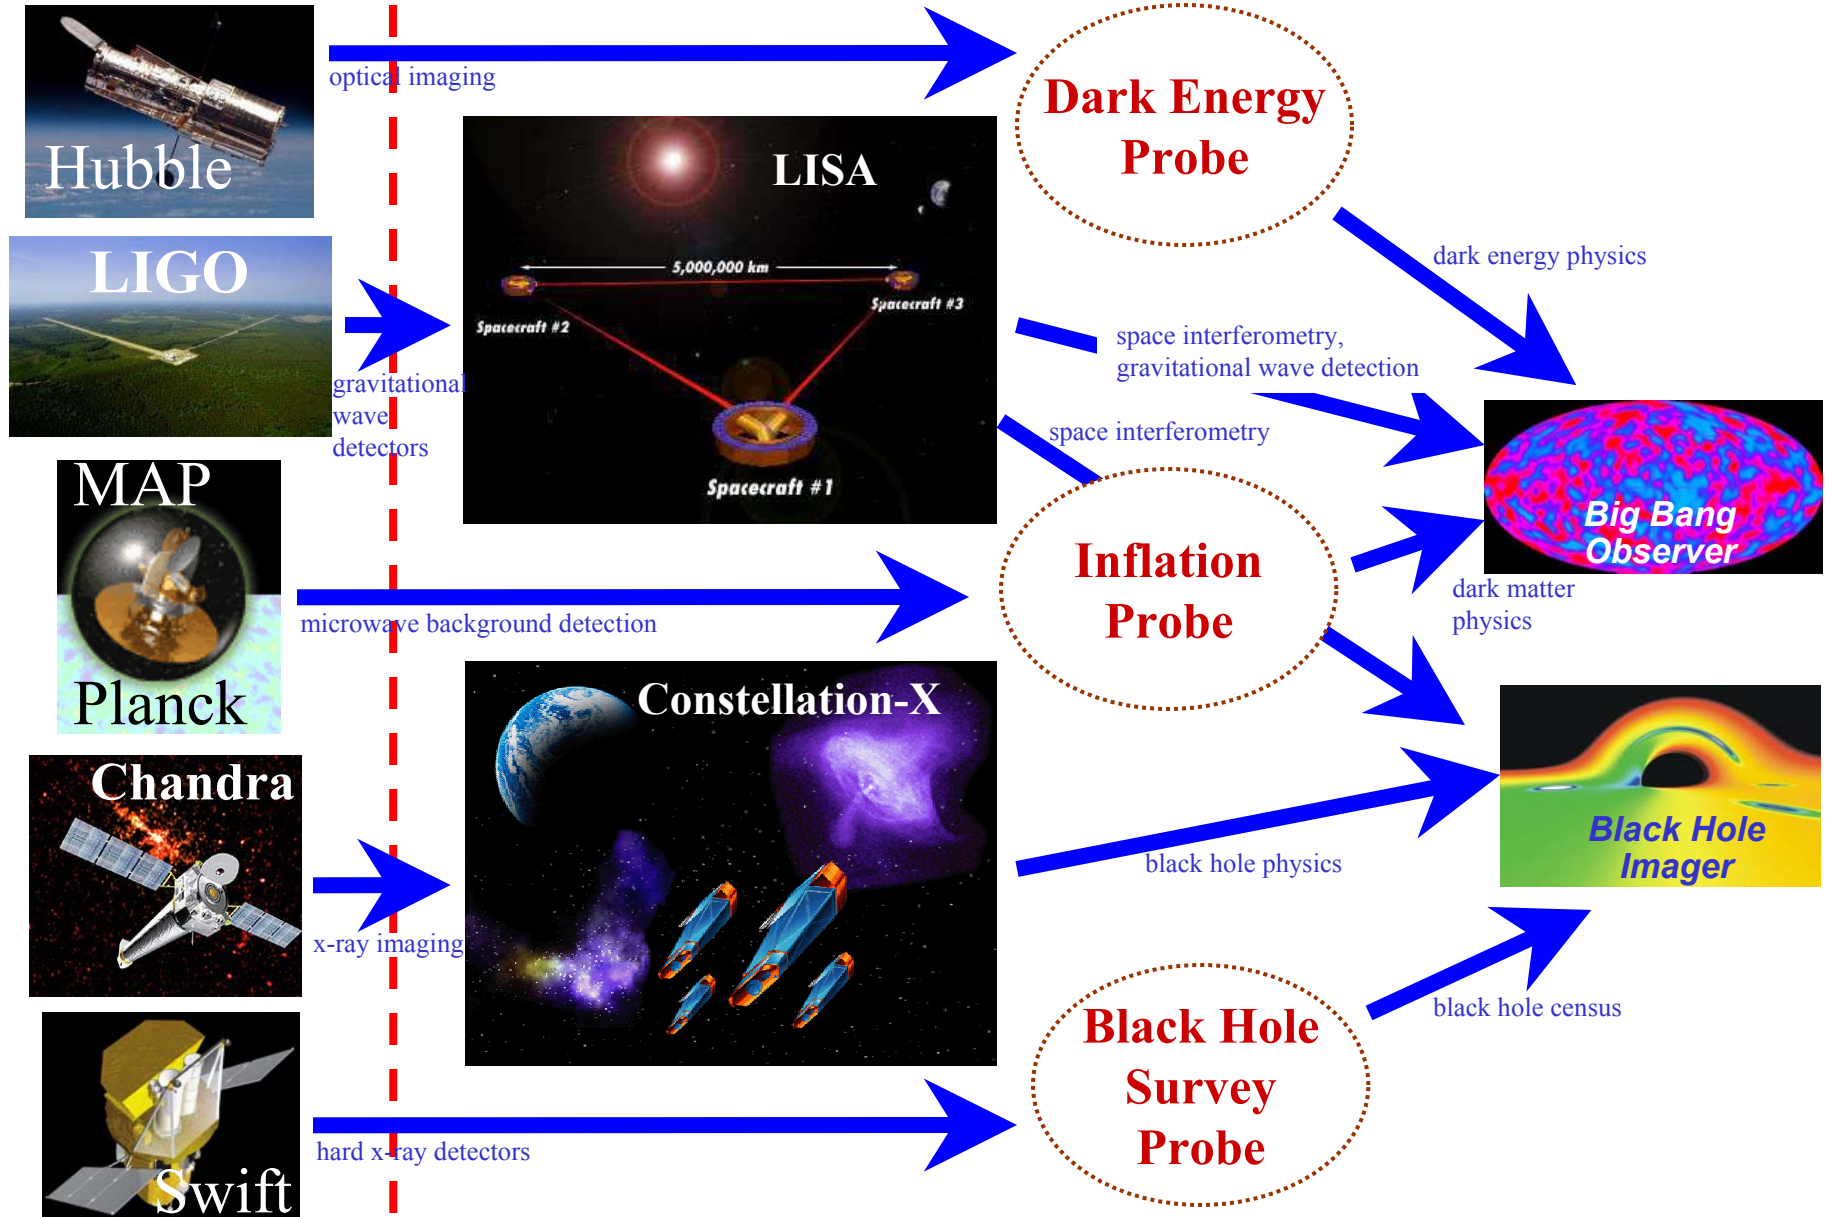 Hubble
optical imaging
Dark Energy
Probe
LIGO
gravitational
wave
detectors
LISA
5,000,000 km
Spacecraft #2
Spacecraft #3
Spacecraft #1
dark energy physics
space interferometry,
gravitational wave detection
space interferometry
MAP
Planck
microwave background detection
Inflation
Probe
Big Bang
Observer
dark matter
physics
Chandra
x-ray imaging
Constellation-X
black hole physics
Black Hole
Imager
Swift
hard x-ray detectors
Black Hole
Survey
Probe
black hole census